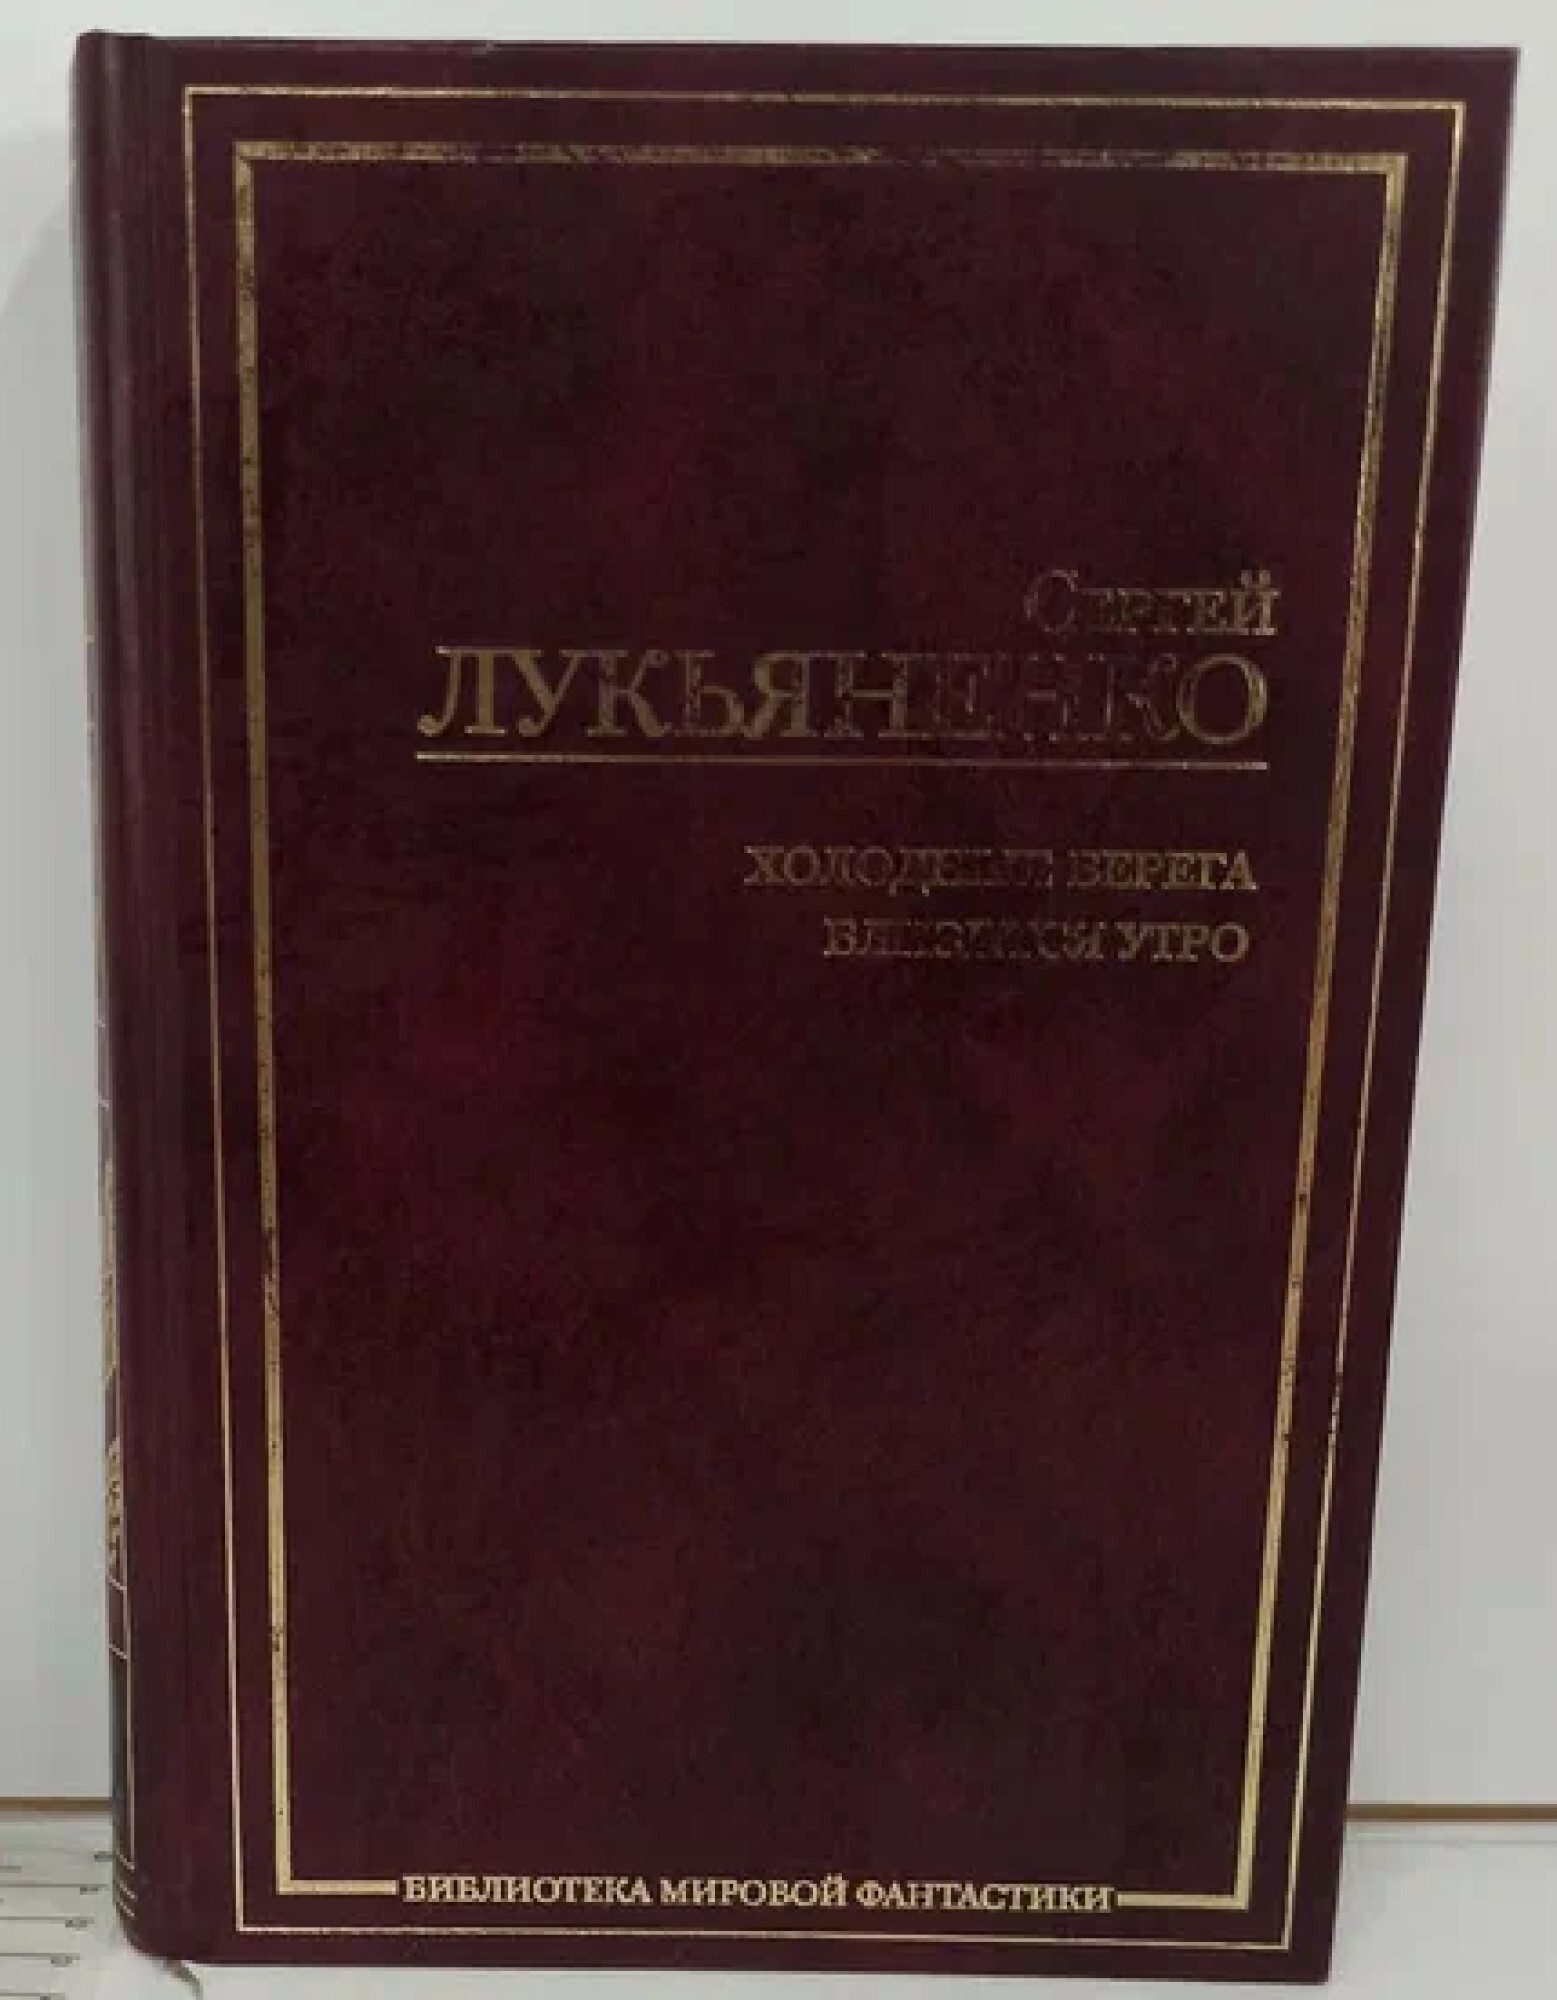 СЕРГЕЙ
ЛУКЬЯНЕНКО
ХОЛОДНЫЕ БЕРЕГА
БЛИЗИТСЯ УТРО
БИБЛИОТЕКА МИРОВОЙ ФАНТАСТИКИ